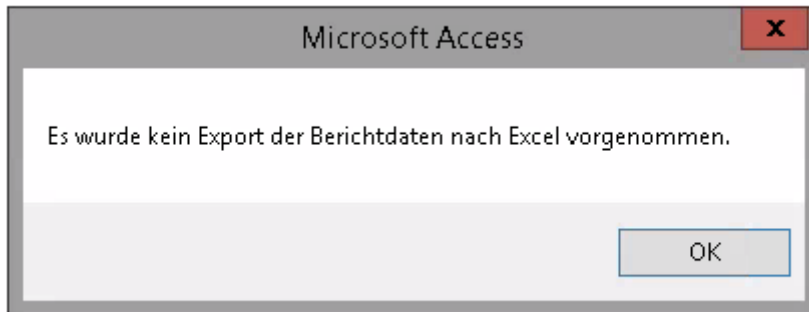 Microsoft Access
x
Es wurde kein Export der Berichtdaten nach Excel vorgenommen.
OK